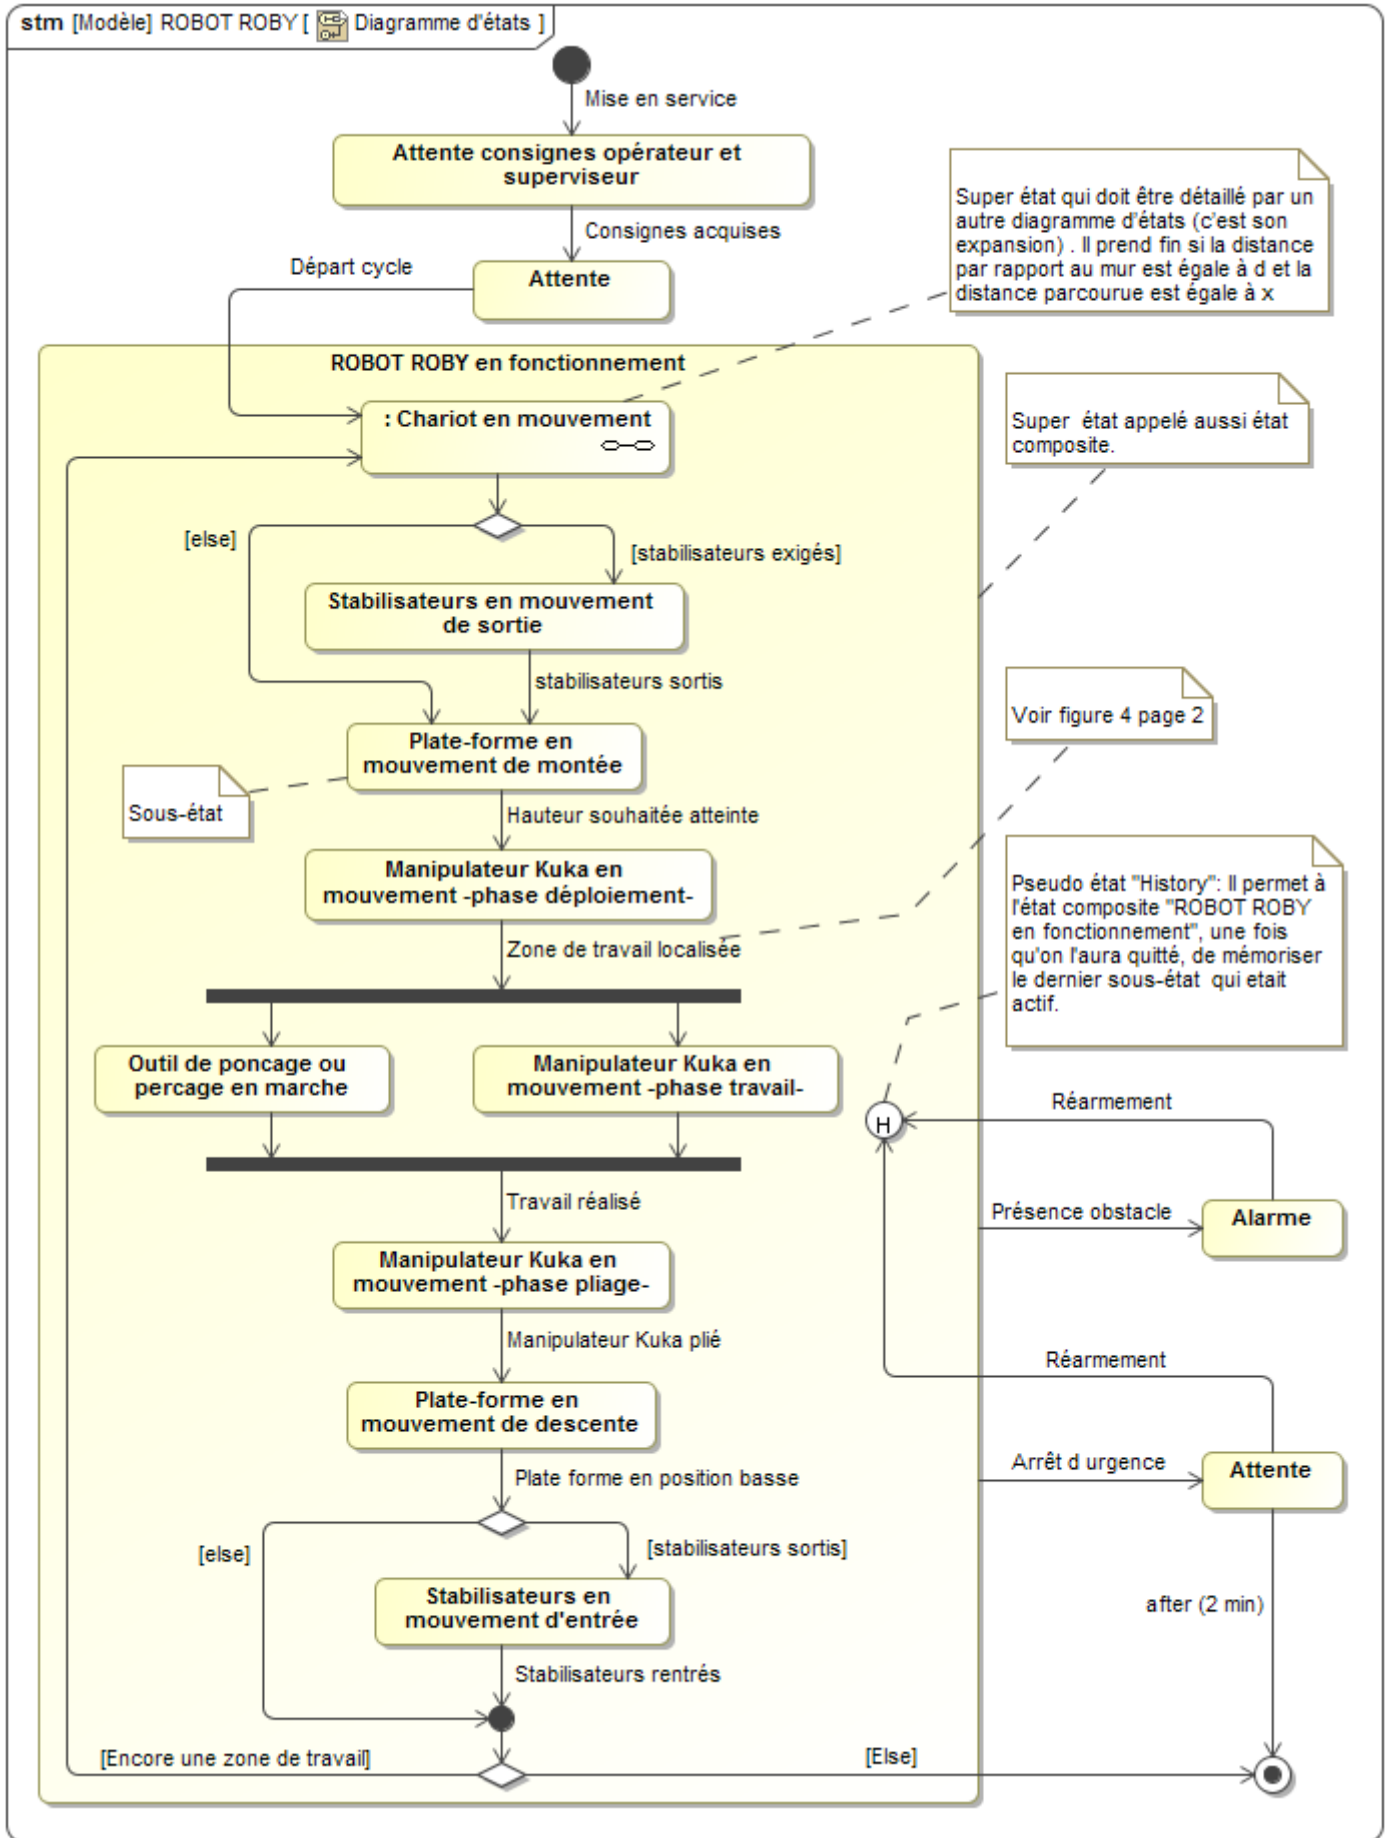 stm [Modèle] ROBOT ROBY [ Diagramme d'états ]
Mise en service
Attente consignes opérateur et
superviseur
Consignes acquises
Départ cycle
Attente
Super état qui doit être détaillé par un
autre diagramme d'états (c'est son
expansion) . Il prend fin si la distance
par rapport au mur est égale à d et la
distance parcourue est égale à x
ROBOT ROBY en fonctionnement
: Chariot en mouvement
Super  état appelé aussi état
composite.
[else]
[stabilisateurs exigés]
Stabilisateurs en mouvement
de sortie
stabilisateurs sortis
Voir figure 4 page 2
Plate-forme en
mouvement de montée
Sous-état
Hauteur souhaitée atteinte
Manipulateur Kuka en
mouvement -phase déploiement-
Pseudo état "History": Il permet à
l'état composite "ROBOT ROBY
en fonctionnement", une fois
qu'on l'aura quitté, de mémoriser
le dernier sous-état  qui etait
actif.
Zone de travail localisée
Outil de poncage ou
percage en marche
Manipulateur Kuka en
mouvement -phase travail-
H
Réarmement
Travail réalisé
Présence obstacle
Alarme
Manipulateur Kuka en
mouvement -phase pliage-
Manipulateur Kuka plié
Réarmement
Plate-forme en
mouvement de descente
Arrêt d urgence
Attente
Plate forme en position basse
[else]
[stabilisateurs sortis]
Stabilisateurs en
mouvement d'entrée
after (2 min)
Stabilisateurs rentrés
[Encore une zone de travail]
[Else]